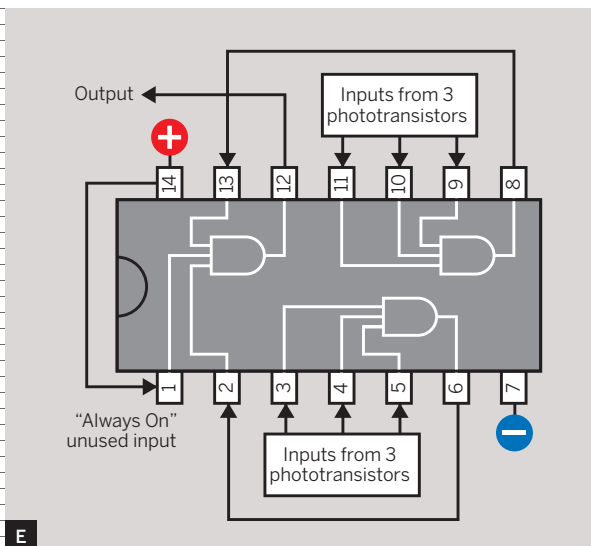 Output
Inputs from 3
phototransistors
+
14
13
12
11
10
9
8
1
2
3
4
5
6
7
"Always On"
unused input
Inputs from 3
phototransistors
−
E